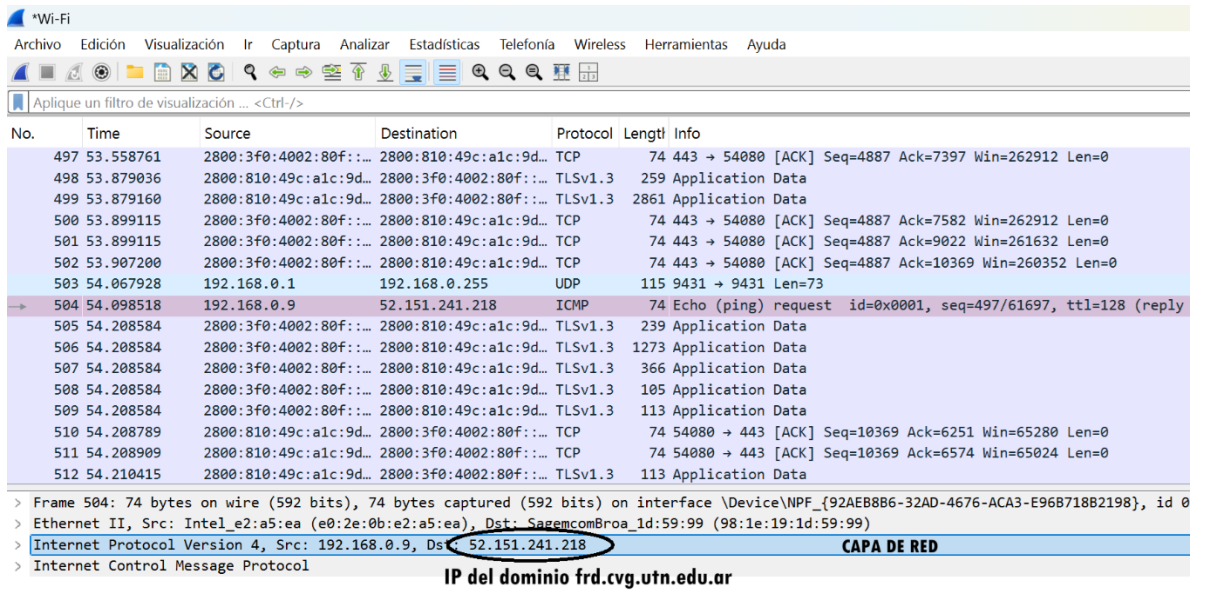 *Wi-Fi
Archivo Edición Visualización Ir Captura Analizar Estadísticas Telefonía Wireless Herramientas Ayuda
Aplique un filtro de visualización ... <Ctrl-/>
No. Time Source Destination Protocol Length Info
497 53.558761 2800:3f0:4002:80f::… 2800:810:49c:a1c:9d… TCP 74 443 → 54080 [ACK] Seq=4887 Ack=7397 Win=262912 Len=0
498 53.879036 2800:810:49c:a1c:9d… 2800:3f0:4002:80f::… TLSv1.3 259 Application Data
499 53.879160 2800:810:49c:a1c:9d… 2800:3f0:4002:80f::… TLSv1.3 2861 Application Data
500 53.899115 2800:3f0:4002:80f::… 2800:810:49c:a1c:9d… TCP 74 443 → 54080 [ACK] Seq=4887 Ack=7582 Win=262912 Len=0
501 53.899115 2800:3f0:4002:80f::… 2800:810:49c:a1c:9d… TCP 74 443 → 54080 [ACK] Seq=4887 Ack=9022 Win=261632 Len=0
502 53.907200 2800:3f0:4002:80f::… 2800:810:49c:a1c:9d… TCP 74 443 → 54080 [ACK] Seq=4887 Ack=10369 Win=260352 Len=0
503 54.067928 192.168.0.1 192.168.0.255 UDP 115 9431 → 9431 Len=73
504 54.098518 192.168.0.9 52.151.241.218 ICMP 74 Echo (ping) request id=0x0001, seq=497/61697, ttl=128 (reply
505 54.208584 2800:3f0:4002:80f::… 2800:810:49c:a1c:9d… TLSv1.3 239 Application Data
506 54.208584 2800:3f0:4002:80f::… 2800:810:49c:a1c:9d… TLSv1.3 1273 Application Data
507 54.208584 2800:3f0:4002:80f::… 2800:810:49c:a1c:9d… TLSv1.3 366 Application Data
508 54.208584 2800:3f0:4002:80f::… 2800:810:49c:a1c:9d… TLSv1.3 105 Application Data
509 54.208584 2800:3f0:4002:80f::… 2800:810:49c:a1c:9d… TLSv1.3 113 Application Data
510 54.208789 2800:810:49c:a1c:9d… 2800:3f0:4002:80f::… TCP 74 54080 → 443 [ACK] Seq=10369 Ack=6251 Win=65280 Len=0
511 54.208909 2800:810:49c:a1c:9d… 2800:3f0:4002:80f::… TCP 74 54080 → 443 [ACK] Seq=10369 Ack=6574 Win=65024 Len=0
512 54.210415 2800:810:49c:a1c:9d… 2800:3f0:4002:80f::… TLSv1.3 113 Application Data
> Frame 504: 74 bytes on wire (592 bits), 74 bytes captured (592 bits) on interface \Device\NPF_{92AEB8B6-32AD-4676-ACA3-E96B718B2198}, id 0
> Ethernet II, Src: Intel_e2:a5:ea (e0:2e:0b:e2:a5:ea), Dst: SagemcomBroa_1d:59:99 (98:1e:19:1d:59:99)
> Internet Protocol Version 4, Src: 192.168.0.9, Dst: 52.151.241.218 CAPA DE RED
> Internet Control Message Protocol
IP del dominio frd.cvg.utn.edu.ar